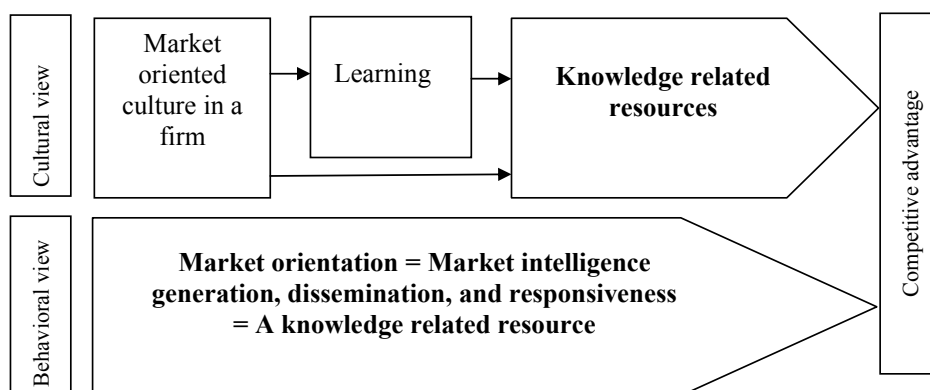 Cultural view
Market
oriented
culture in a
firm
Learning
Knowledge related
resources
Behavioral view
Market orientation = Market intelligence
generation, dissemination, and responsiveness
= A knowledge related resource
Competitive advantage